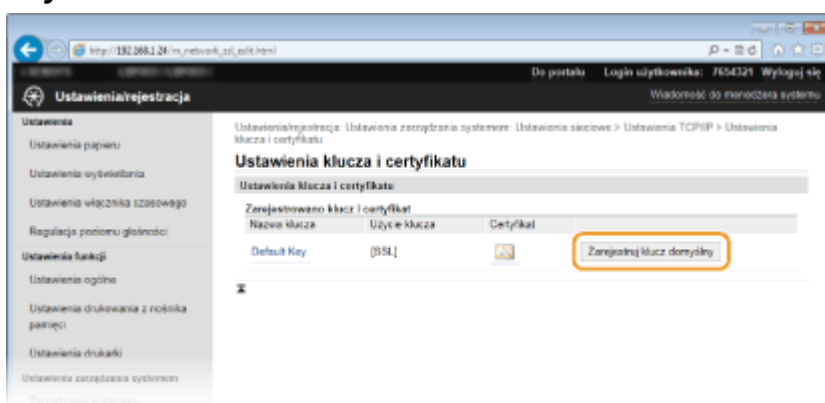 http://192.168.1.24/m_network_ssl_edit.html
Do portalu Login użytkownika: 7654321 Wyloguj się
Ustawienia/rejestracja
Wiadomość do menedżera systemu
Ustawienia
Ustawienia papieru
Ustawienia wyświetlania
Ustawienia włącznika czasowego
Regulacja poziomu głośności
Ustawienia funkcji
Ustawienia ogólne
Ustawienia drukowania z nośnika
pamięci
Ustawienia drukarki
Ustawienia zarządzania systemem
Ustawienia/rejestracja: Ustawienia zarządzania systemem: Ustawienia sieciowe > Ustawienia TCP/IP > Ustawienia
klucza i certyfikatu
Ustawienia klucza i certyfikatu
Ustawienia klucza i certyfikatu
Zarejestrowano klucz i certyfikat
Nazwa klucza Użycie klucza Certyfikat
Default Key [SSL] Zarejestruj klucz domyślny